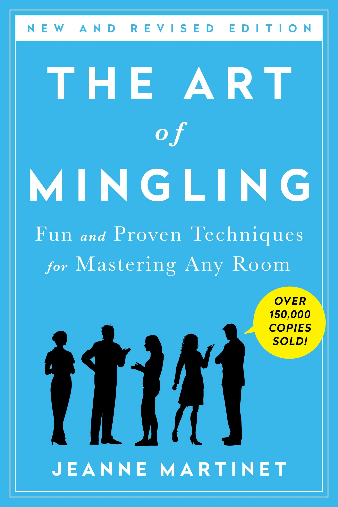 NEW AND REVISED EDITION
THE ART
of
MINGLING
Fun and Proven Techniques
for Mastering Any Room
OVER
150,000
COPIES
SOLD!
JEANNE MARTINET